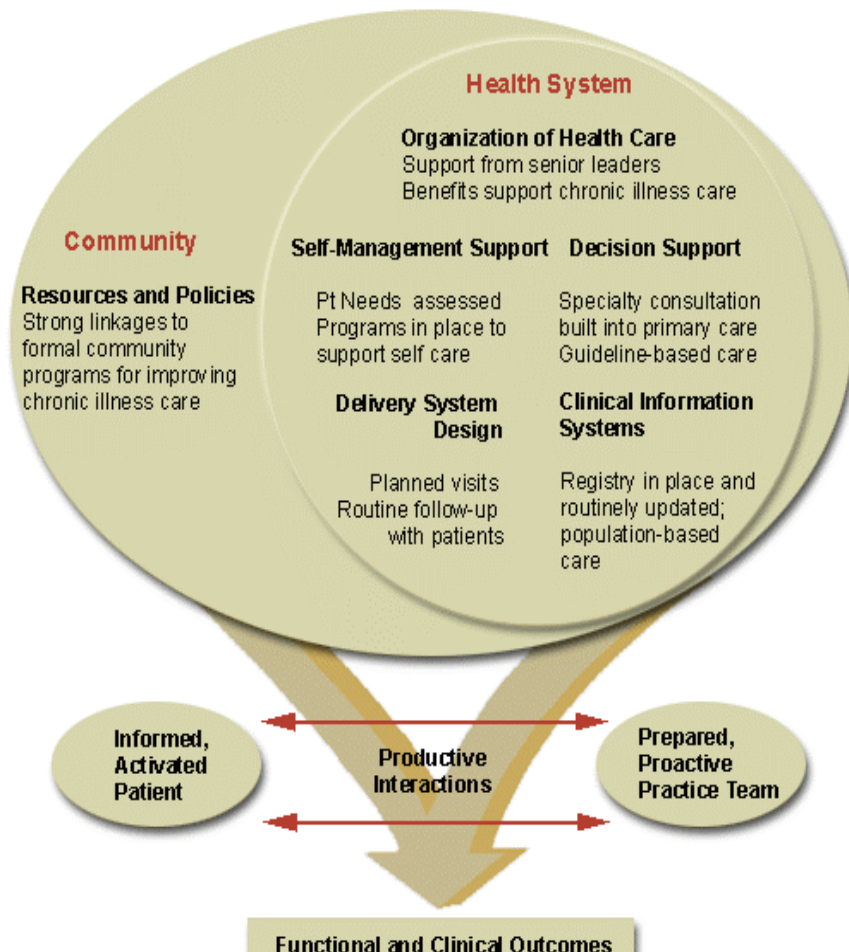 Health System
Organization of Health Care
Support from senior leaders
Benefits support chronic illness care
Community
Resources and Policies
Strong linkages to
formal community
programs for improving
chronic illness care
Self-Management Support
Pt Needs assessed
Programs in place to
support self care
Decision Support
Specialty consultation
built into primary care
Guideline-based care
Delivery System
Design
Planned visits
Routine follow-up
with patients
Clinical Information
Systems
Registry in place and
routinely updated;
population-based
care
Informed,
Activated
Patient
Productive
Interactions
Prepared,
Proactive
Practice Team
Functional and Clinical Outcomes